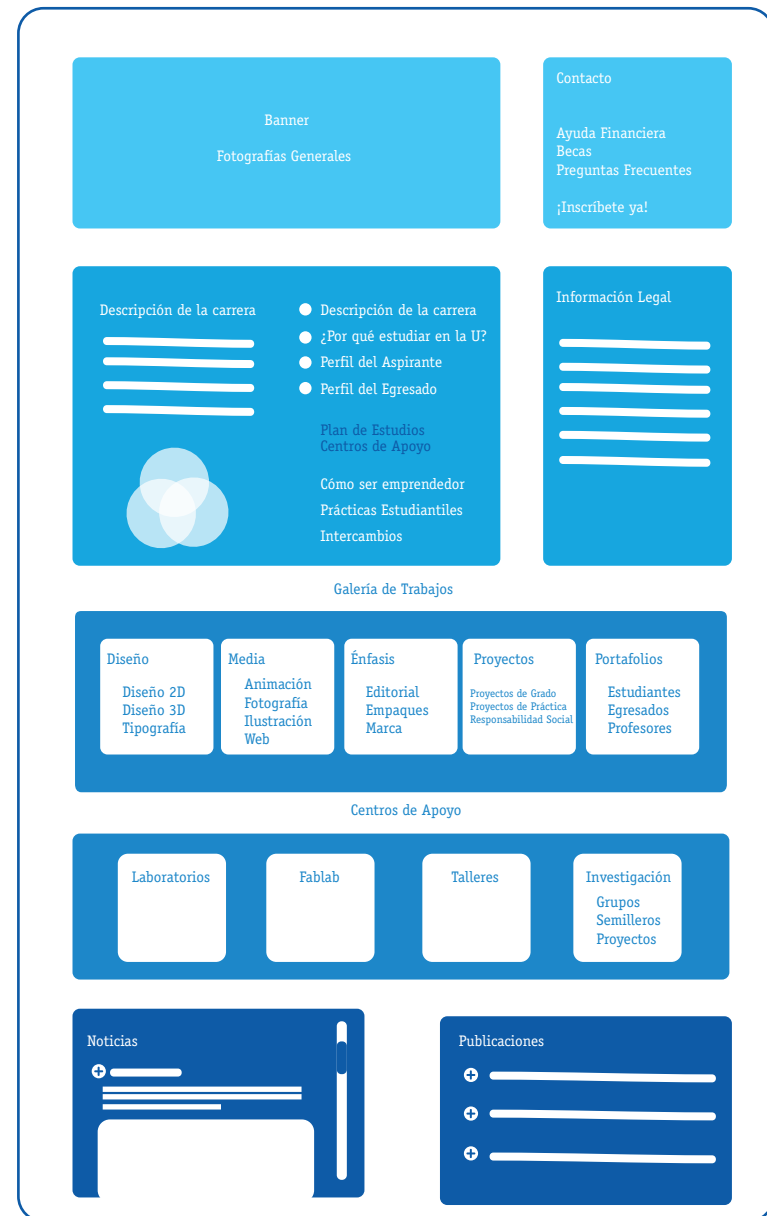 Banner
Fotografías Generales
Contacto
Ayuda Financiera
Becas
Preguntas Frecuentes
¡Inscríbete ya!
Descripción de la carrera
Descripción de la carrera
¿Por qué estudiar en la U?
Perfil del Aspirante
Perfil del Egresado
Plan de Estudios
Centros de Apoyo
Cómo ser emprendedor
Prácticas Estudiantiles
Intercambios
Información Legal
Galería de Trabajos
Diseño
Diseño 2D
Diseño 3D
Tipografía
Media
Animación
Fotografía
Ilustración
Web
Énfasis
Editorial
Empaques
Marca
Proyectos
Proyectos de Grado
Proyectos de Práctica
Responsabilidad Social
Portafolios
Estudiantes
Egresados
Profesores
Centros de Apoyo
Laboratorios
Fablab
Talleres
Investigación
Grupos
Semilleros
Proyectos
Noticias
Publicaciones